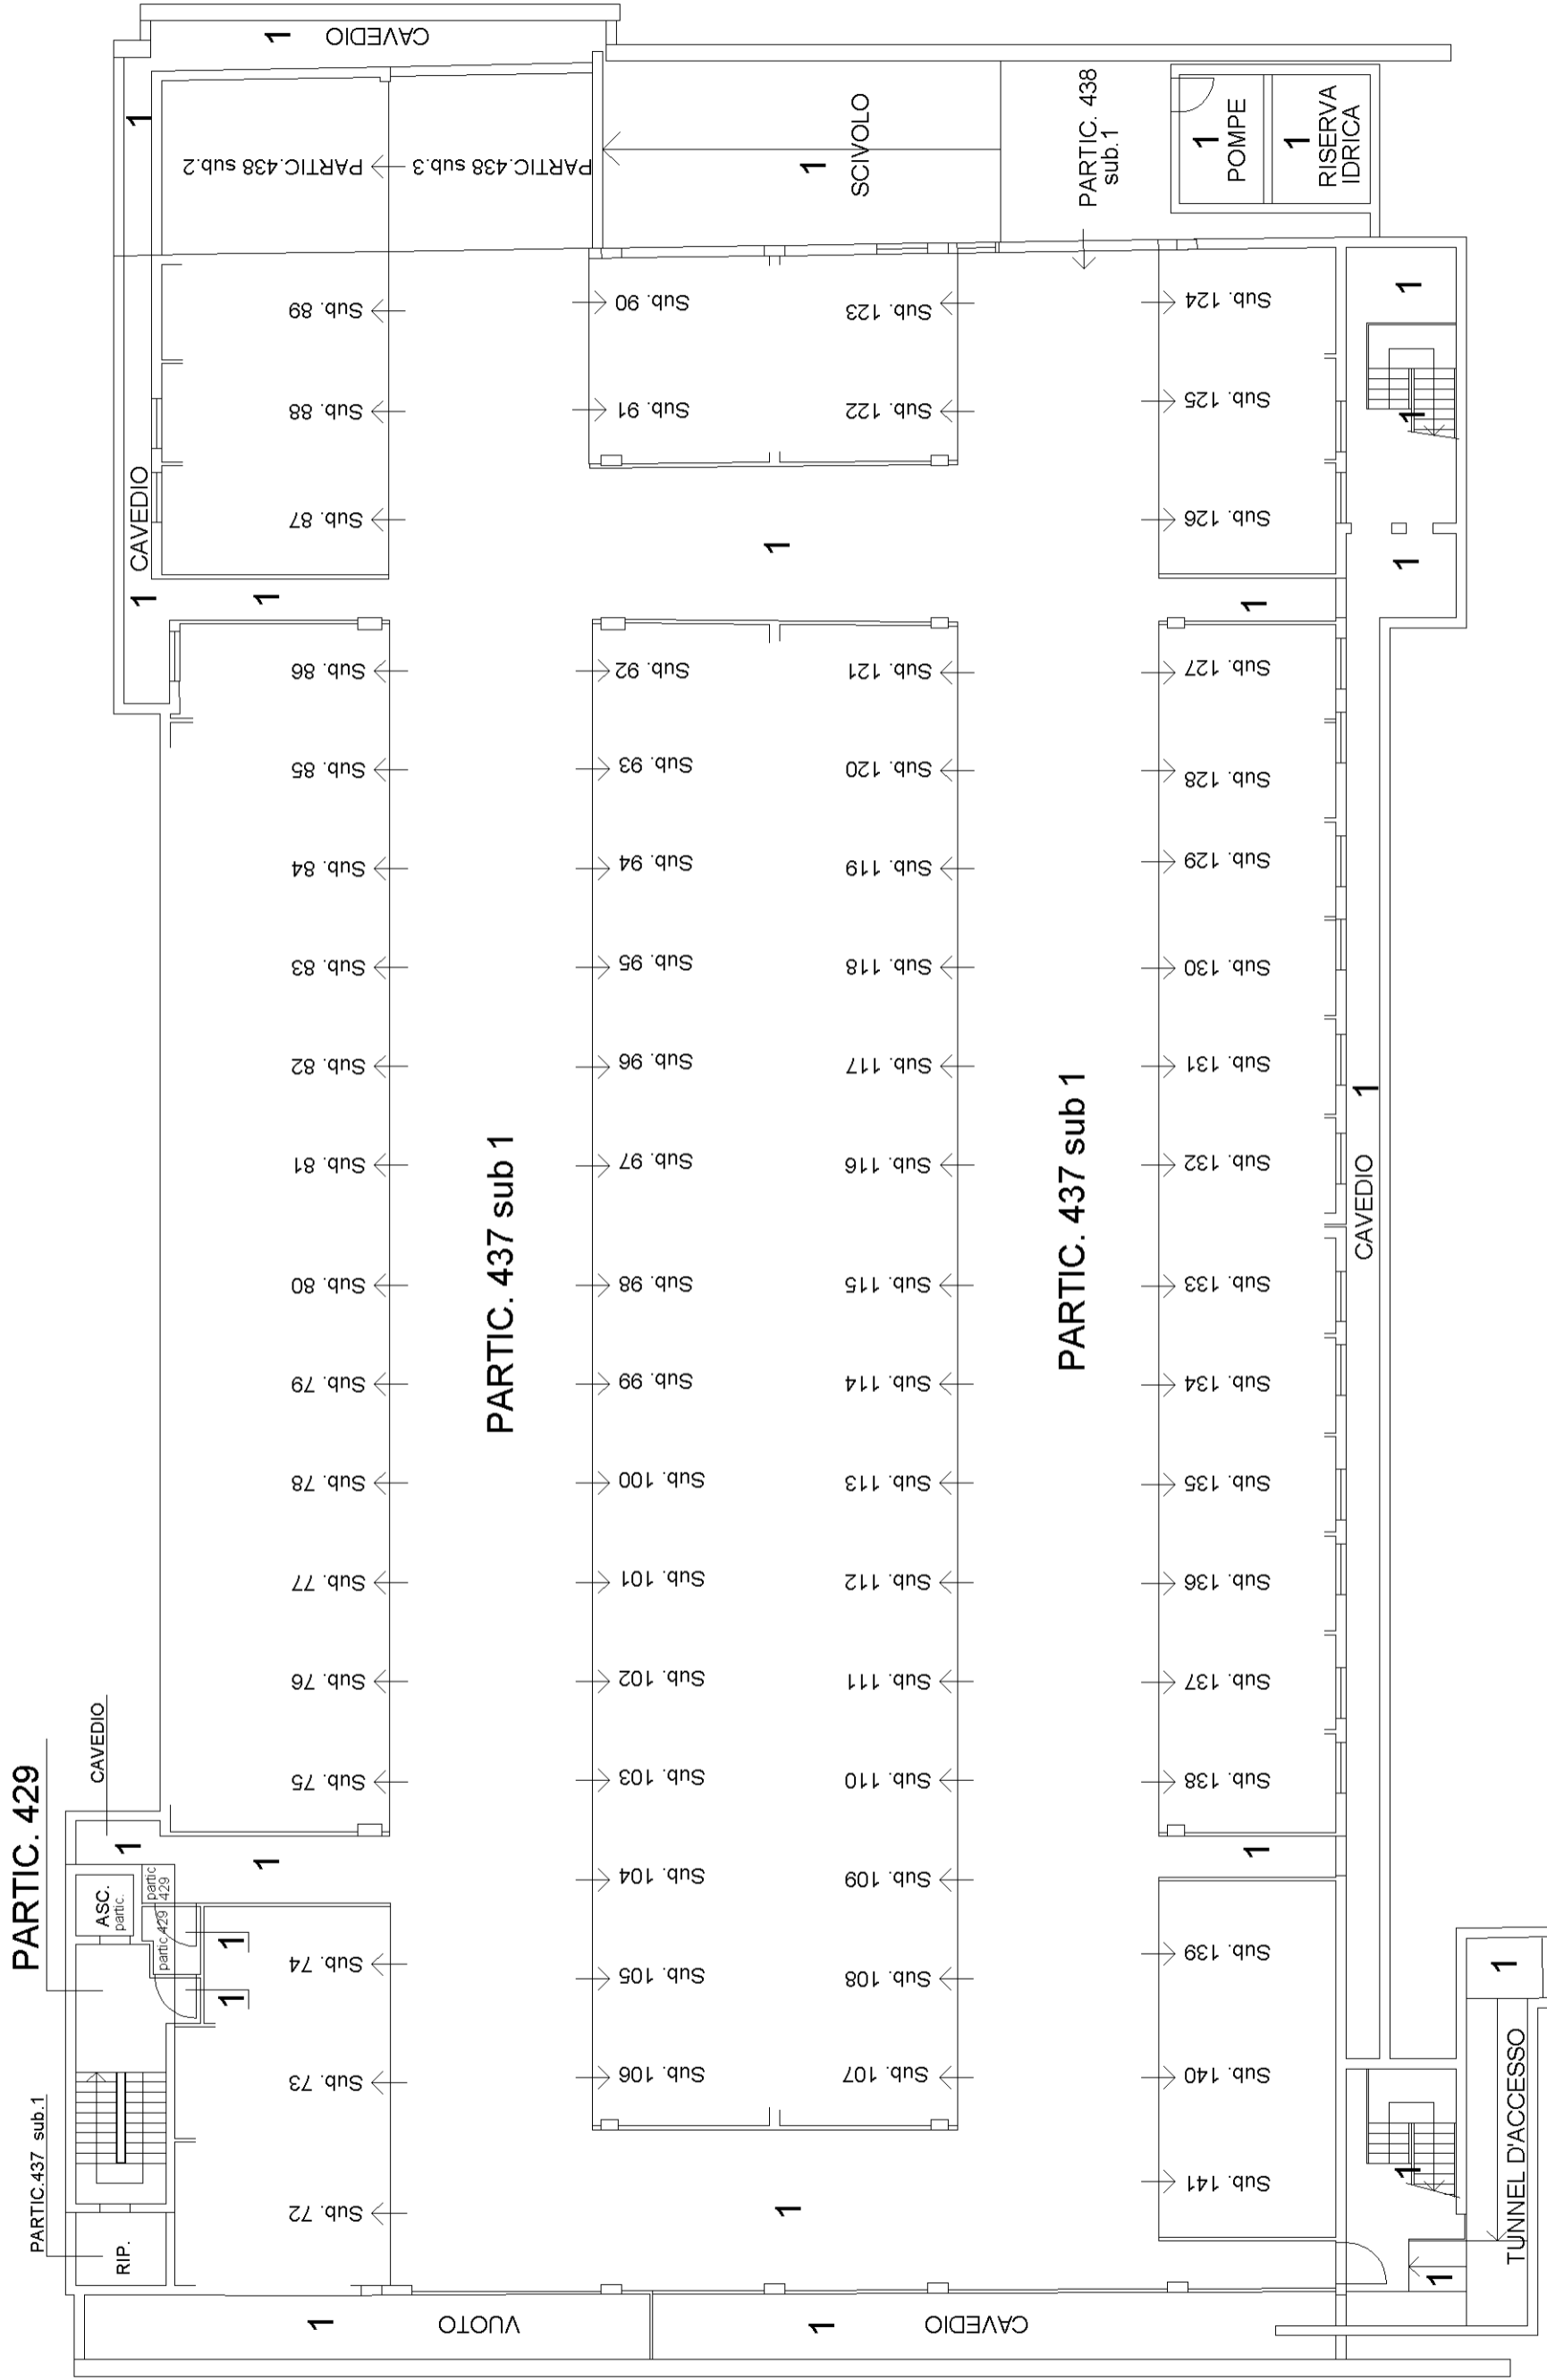 CAVEDIO
1
1
PARTIC.438 sub.2
PARTIC.438 sub.3
1
SCIVOLO
PARTIC. 438
sub.1
1
POMPE
1
RISERVA
IDRICA
Sub. 89
Sub. 90
Sub. 123
Sub. 124
1
Sub. 88
Sub. 91
Sub. 122
Sub. 125
1
CAVEDIO
Sub. 87
1
Sub. 126
1
1
1
1
Sub. 86
Sub. 92
Sub. 121
Sub. 127
Sub. 85
Sub. 93
Sub. 120
Sub. 128
Sub. 84
Sub. 94
Sub. 119
Sub. 129
Sub. 83
Sub. 95
Sub. 118
Sub. 130
Sub. 82
Sub. 96
Sub. 117
Sub. 131
1
CAVEDIO
Sub. 81
Sub. 97
Sub. 116
Sub. 132
PARTIC. 437 sub 1
PARTIC. 437 sub 1
Sub. 80
Sub. 98
Sub. 115
Sub. 133
Sub. 79
Sub. 99
Sub. 114
Sub. 134
Sub. 78
Sub. 100
Sub. 113
Sub. 135
Sub. 77
Sub. 101
Sub. 112
Sub. 136
Sub. 76
Sub. 102
Sub. 111
Sub. 137
Sub. 75
Sub. 103
Sub. 110
Sub. 138
PARTIC. 429
CAVEDIO
1
1
Sub. 104
Sub. 109
1
ASC.
partic.
partic
429
partic.429
1
1
Sub. 74
Sub. 105
Sub. 108
Sub. 139
1
Sub. 73
Sub. 106
Sub. 107
Sub. 140
TUNNEL D'ACCESSO
PARTIC.437 sub.1
RIP.
Sub. 72
1
Sub. 141
1
1
1
VUOTO
1
CAVEDIO